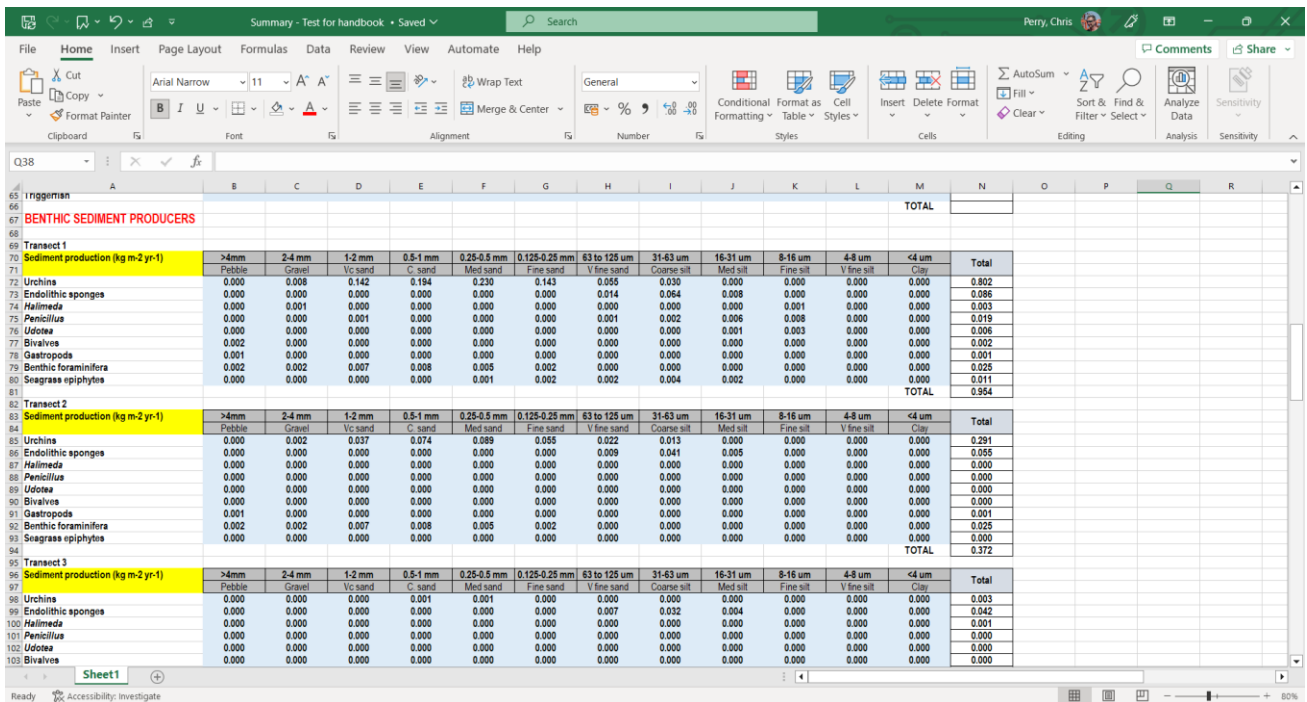 Summary - Test for handbook • Saved
Search
Perry, Chris
File Home Insert Page Layout Formulas Data Review View Automate Help
Comments Share
Paste
Cut
Copy
Format Painter
Clipboard
Arial Narrow 11
B I U
Font
Wrap Text
Merge & Center
Alignment
General
Number
Conditional Formatting
Format as Table
Cell Styles
Styles
Insert Delete Format
Cells
AutoSum
Fill
Clear
Sort & Filter
Find & Select
Editing
Analyze Data
Analysis
Sensitivity
Sensitivity
Q38 fx
A B C D E F G H I J K L M N O P Q R
65 Triggerfish
66 TOTAL
67 BENTHIC SEDIMENT PRODUCERS
68
69 Transect 1
70 Sediment production (kg m-2 yr-1) >4mm 2-4 mm 1-2 mm 0.5-1 mm 0.25-0.5 mm 0.125-0.25 mm 63 to 125 um 31-63 um 16-31 um 8-16 um 4-8 um <4 um Total
71 Pebble Gravel Vc sand C. sand Med sand Fine sand V fine sand Coarse silt Med silt Fine silt V fine silt Clay
72 Urchins 0.000 0.008 0.142 0.194 0.230 0.143 0.055 0.030 0.000 0.000 0.000 0.000 0.802
73 Endolithic sponges 0.000 0.000 0.000 0.000 0.000 0.000 0.014 0.064 0.008 0.000 0.000 0.000 0.086
74 Halimeda 0.000 0.001 0.000 0.000 0.000 0.000 0.000 0.000 0.000 0.001 0.000 0.000 0.003
75 Penicillus 0.000 0.000 0.001 0.000 0.000 0.000 0.001 0.002 0.006 0.008 0.000 0.000 0.019
76 Udotea 0.000 0.000 0.000 0.000 0.000 0.000 0.000 0.000 0.001 0.003 0.000 0.000 0.006
77 Bivalves 0.002 0.000 0.000 0.000 0.000 0.000 0.000 0.000 0.000 0.000 0.000 0.000 0.002
78 Gastropods 0.001 0.000 0.000 0.000 0.000 0.000 0.000 0.000 0.000 0.000 0.000 0.000 0.001
79 Benthic foraminifera 0.002 0.002 0.007 0.008 0.005 0.002 0.000 0.000 0.000 0.000 0.000 0.000 0.025
80 Seagrass epiphytes 0.000 0.000 0.000 0.000 0.001 0.002 0.002 0.004 0.002 0.000 0.000 0.000 0.011
81 TOTAL 0.954
82 Transect 2
83 Sediment production (kg m-2 yr-1) >4mm 2-4 mm 1-2 mm 0.5-1 mm 0.25-0.5 mm 0.125-0.25 mm 63 to 125 um 31-63 um 16-31 um 8-16 um 4-8 um <4 um Total
84 Pebble Gravel Vc sand C. sand Med sand Fine sand V fine sand Coarse silt Med silt Fine silt V fine silt Clay
85 Urchins 0.000 0.002 0.037 0.074 0.089 0.055 0.022 0.013 0.000 0.000 0.000 0.000 0.291
86 Endolithic sponges 0.000 0.000 0.000 0.000 0.000 0.000 0.009 0.041 0.005 0.000 0.000 0.000 0.055
87 Halimeda 0.000 0.000 0.000 0.000 0.000 0.000 0.000 0.000 0.000 0.000 0.000 0.000 0.000
88 Penicillus 0.000 0.000 0.000 0.000 0.000 0.000 0.000 0.000 0.000 0.000 0.000 0.000 0.000
89 Udotea 0.000 0.000 0.000 0.000 0.000 0.000 0.000 0.000 0.000 0.000 0.000 0.000 0.000
90 Bivalves 0.000 0.000 0.000 0.000 0.000 0.000 0.000 0.000 0.000 0.000 0.000 0.000 0.000
91 Gastropods 0.001 0.000 0.000 0.000 0.000 0.000 0.000 0.000 0.000 0.000 0.000 0.000 0.001
92 Benthic foraminifera 0.002 0.002 0.007 0.008 0.005 0.002 0.000 0.000 0.000 0.000 0.000 0.000 0.025
93 Seagrass epiphytes 0.000 0.000 0.000 0.000 0.000 0.000 0.000 0.000 0.000 0.000 0.000 0.000 0.000
94 TOTAL 0.372
95 Transect 3
96 Sediment production (kg m-2 yr-1) >4mm 2-4 mm 1-2 mm 0.5-1 mm 0.25-0.5 mm 0.125-0.25 mm 63 to 125 um 31-63 um 16-31 um 8-16 um 4-8 um <4 um Total
97 Pebble Gravel Vc sand C. sand Med sand Fine sand V fine sand Coarse silt Med silt Fine silt V fine silt Clay
98 Urchins 0.000 0.000 0.000 0.001 0.001 0.000 0.000 0.000 0.000 0.000 0.000 0.000 0.003
99 Endolithic sponges 0.000 0.000 0.000 0.000 0.000 0.000 0.007 0.032 0.004 0.000 0.000 0.000 0.042
100 Halimeda 0.000 0.000 0.000 0.000 0.000 0.000 0.000 0.000 0.000 0.000 0.000 0.000 0.001
101 Penicillus 0.000 0.000 0.000 0.000 0.000 0.000 0.000 0.000 0.000 0.000 0.000 0.000 0.000
102 Udotea 0.000 0.000 0.000 0.000 0.000 0.000 0.000 0.000 0.000 0.000 0.000 0.000 0.000
103 Bivalves 0.000 0.000 0.000 0.000 0.000 0.000 0.000 0.000 0.000 0.000 0.000 0.000 0.000
Sheet1
Ready Accessibility: Investigate 80%